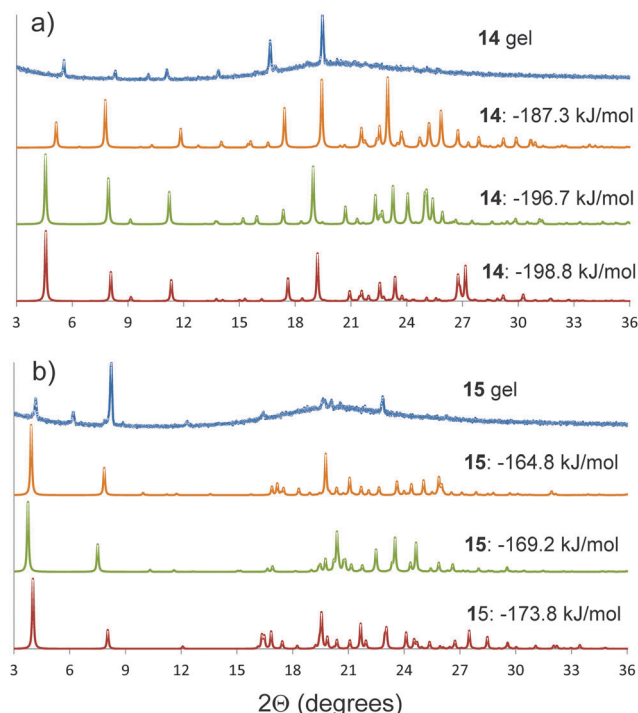 a)
14 gel
14: -187.3 kJ/mol
14: -196.7 kJ/mol
14: -198.8 kJ/mol
3 6 9 12 15 18 21 24 27 30 33 36
b)
15 gel
15: -164.8 kJ/mol
15: -169.2 kJ/mol
15: -173.8 kJ/mol
3 6 9 12 15 18 21 24 27 30 33 36
2Θ (degrees)